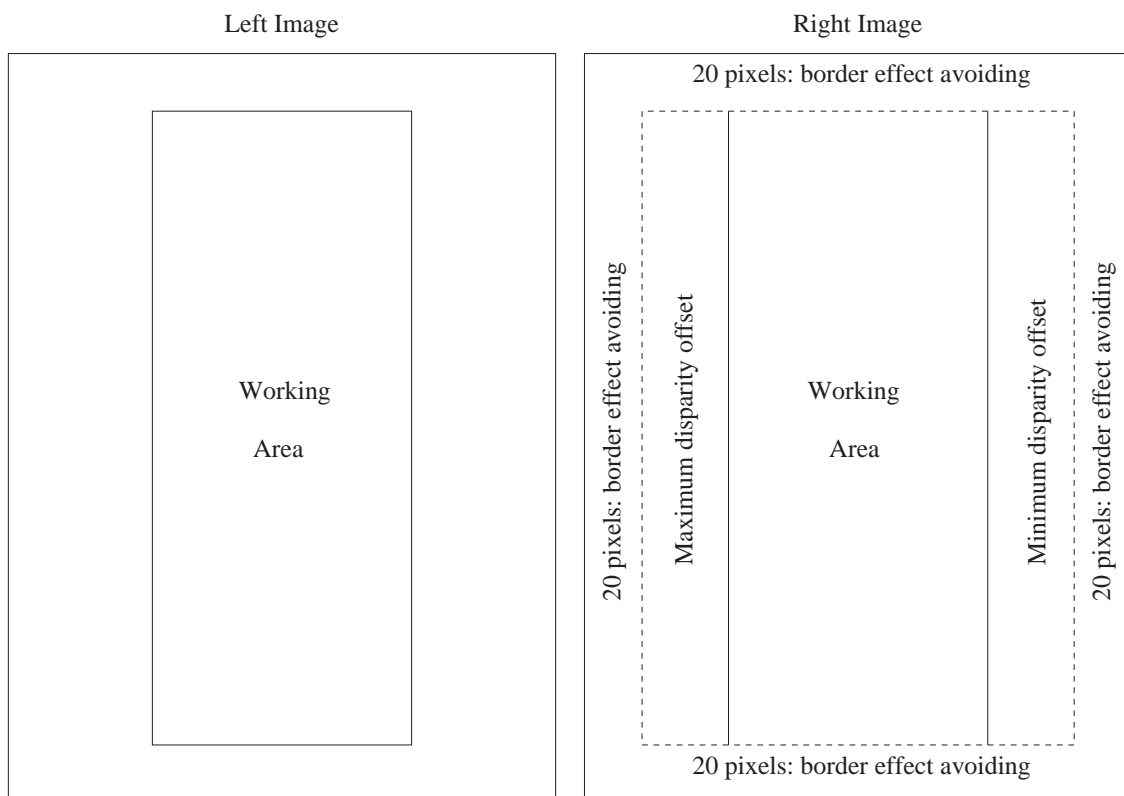 Left Image
Right Image
20 pixels: border effect avoiding
Working
Area
20 pixels: border effect avoiding
Maximum disparity offset
Working
Area
Minimum disparity offset
20 pixels: border effect avoiding
20 pixels: border effect avoiding